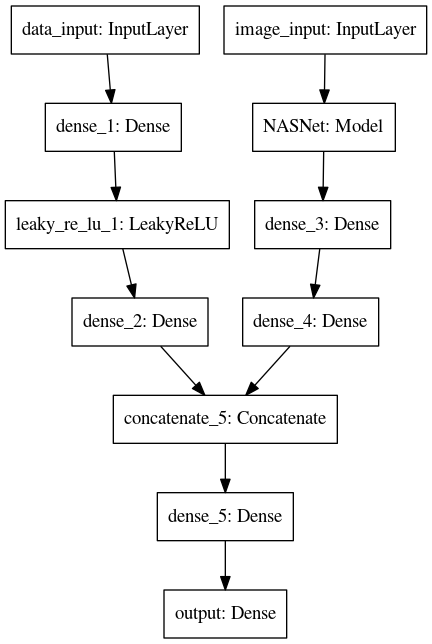 data_input: InputLayer
image_input: InputLayer
dense_1: Dense
NASNet: Model
leaky_re_lu_1: LeakyReLU
dense_3: Dense
dense_2: Dense
dense_4: Dense
concatenate_5: Concatenate
dense_5: Dense
output: Dense